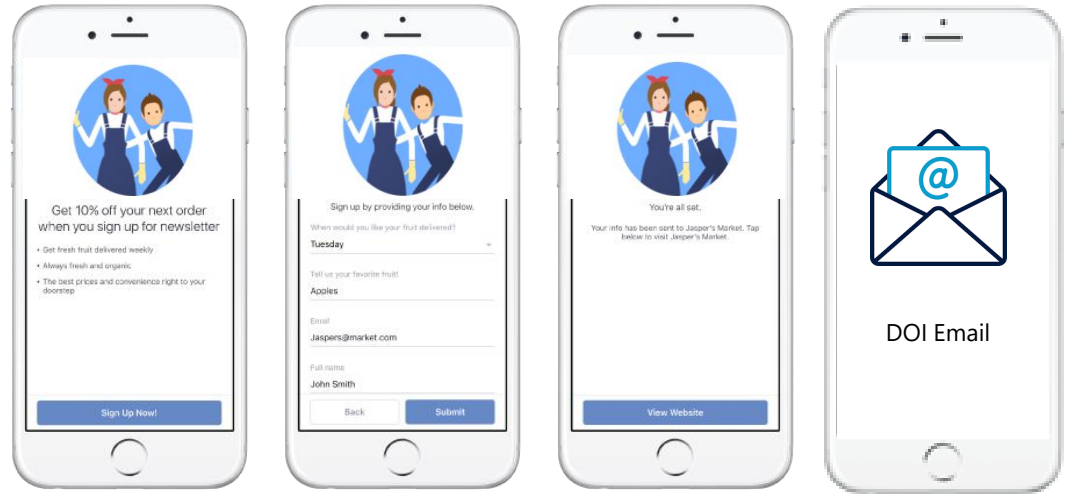 Get 10% off your next order
when you sign up for newsletter
• Get fresh fruit delivered weekly
• Always fresh and organic
• The best prices and convenience right to your
doorstep
Sign Up Now!
Sign up by providing your info below.
When would you like your fruit delivered?
Tuesday
Tell us your favorite fruit!
Apples
Email
Jaspers@market.com
Full name
John Smith
Back
Submit
You're all set.
Your info has been sent to Jasper's Market. Tap
below to visit Jasper's Market.
View Website
@
DOI Email